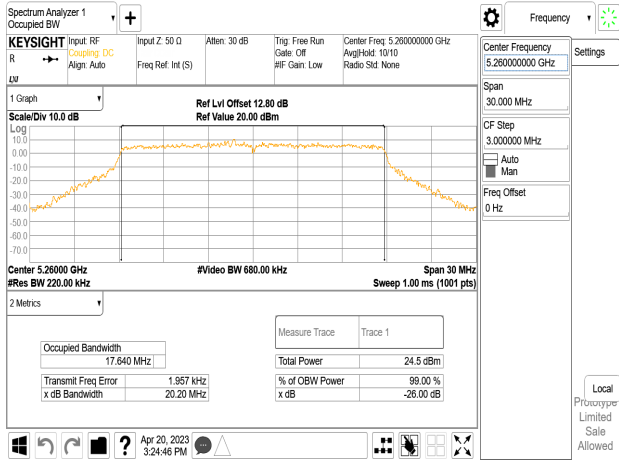 Spectrum Analyzer 1
Occupied BW
Frequency
KEYSIGHT
R
Input: RF
Coupling: DC
Align: Auto
Input Z: 50 Ω
Freq Ref: Int (S)
Atten: 30 dB
Trig: Free Run
Gate: Off
#IF Gain: Low
Center Freq: 5.260000000 GHz
Avg|Hold: 10/10
Radio Std: None
Center Frequency
5.260000000 GHz
Settings
Span
30.000 MHz
CF Step
3.000000 MHz
Auto
Man
Freq Offset
0 Hz
1 Graph
Scale/Div 10.0 dB
Ref Lvl Offset 12.80 dB
Ref Value 20.00 dBm
Log
10.0
0.00
-10.0
-20.0
-30.0
-40.0
-50.0
-60.0
-70.0
Center 5.26000 GHz
#Video BW 680.00 kHz
Span 30 MHz
#Res BW 220.00 kHz
Sweep 1.00 ms (1001 pts)
2 Metrics
Measure Trace
Trace 1
Occupied Bandwidth
17.640 MHz
Total Power
24.5 dBm
Transmit Freq Error
1.957 kHz
% of OBW Power
99.00 %
x dB Bandwidth
20.20 MHz
x dB
-26.00 dB
Local
Prototype
Limited
Sale
Allowed
?
Apr 20, 2023
3:24:46 PM